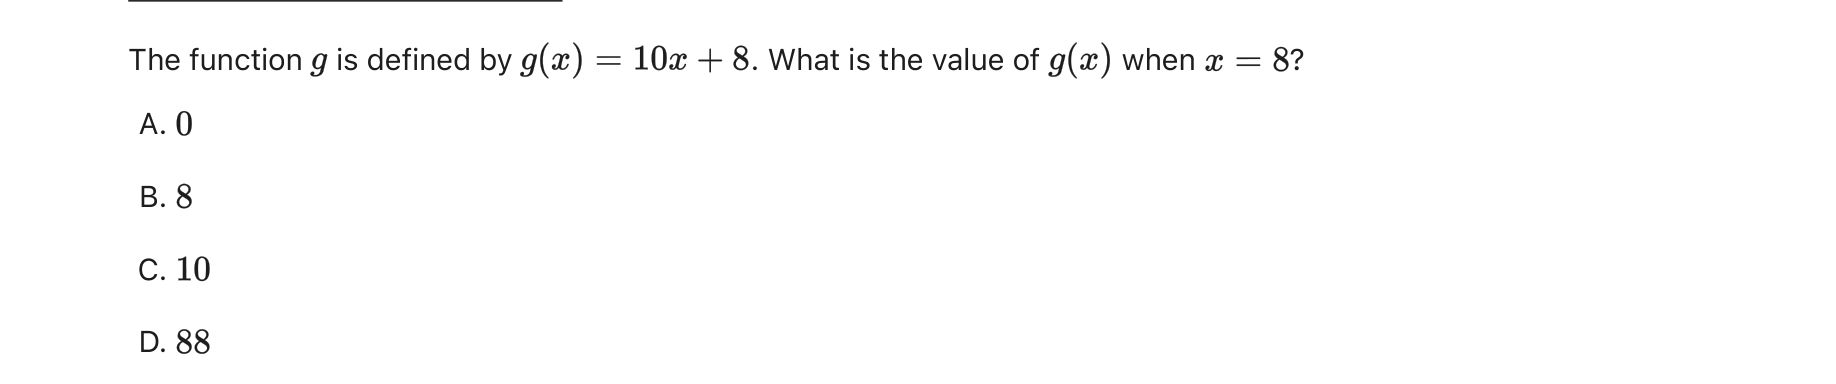 The function g is defined by g(x) = 10x + 8. What is the value of g(x) when x = 8?
A. 0
B. 8
C. 10
D. 88